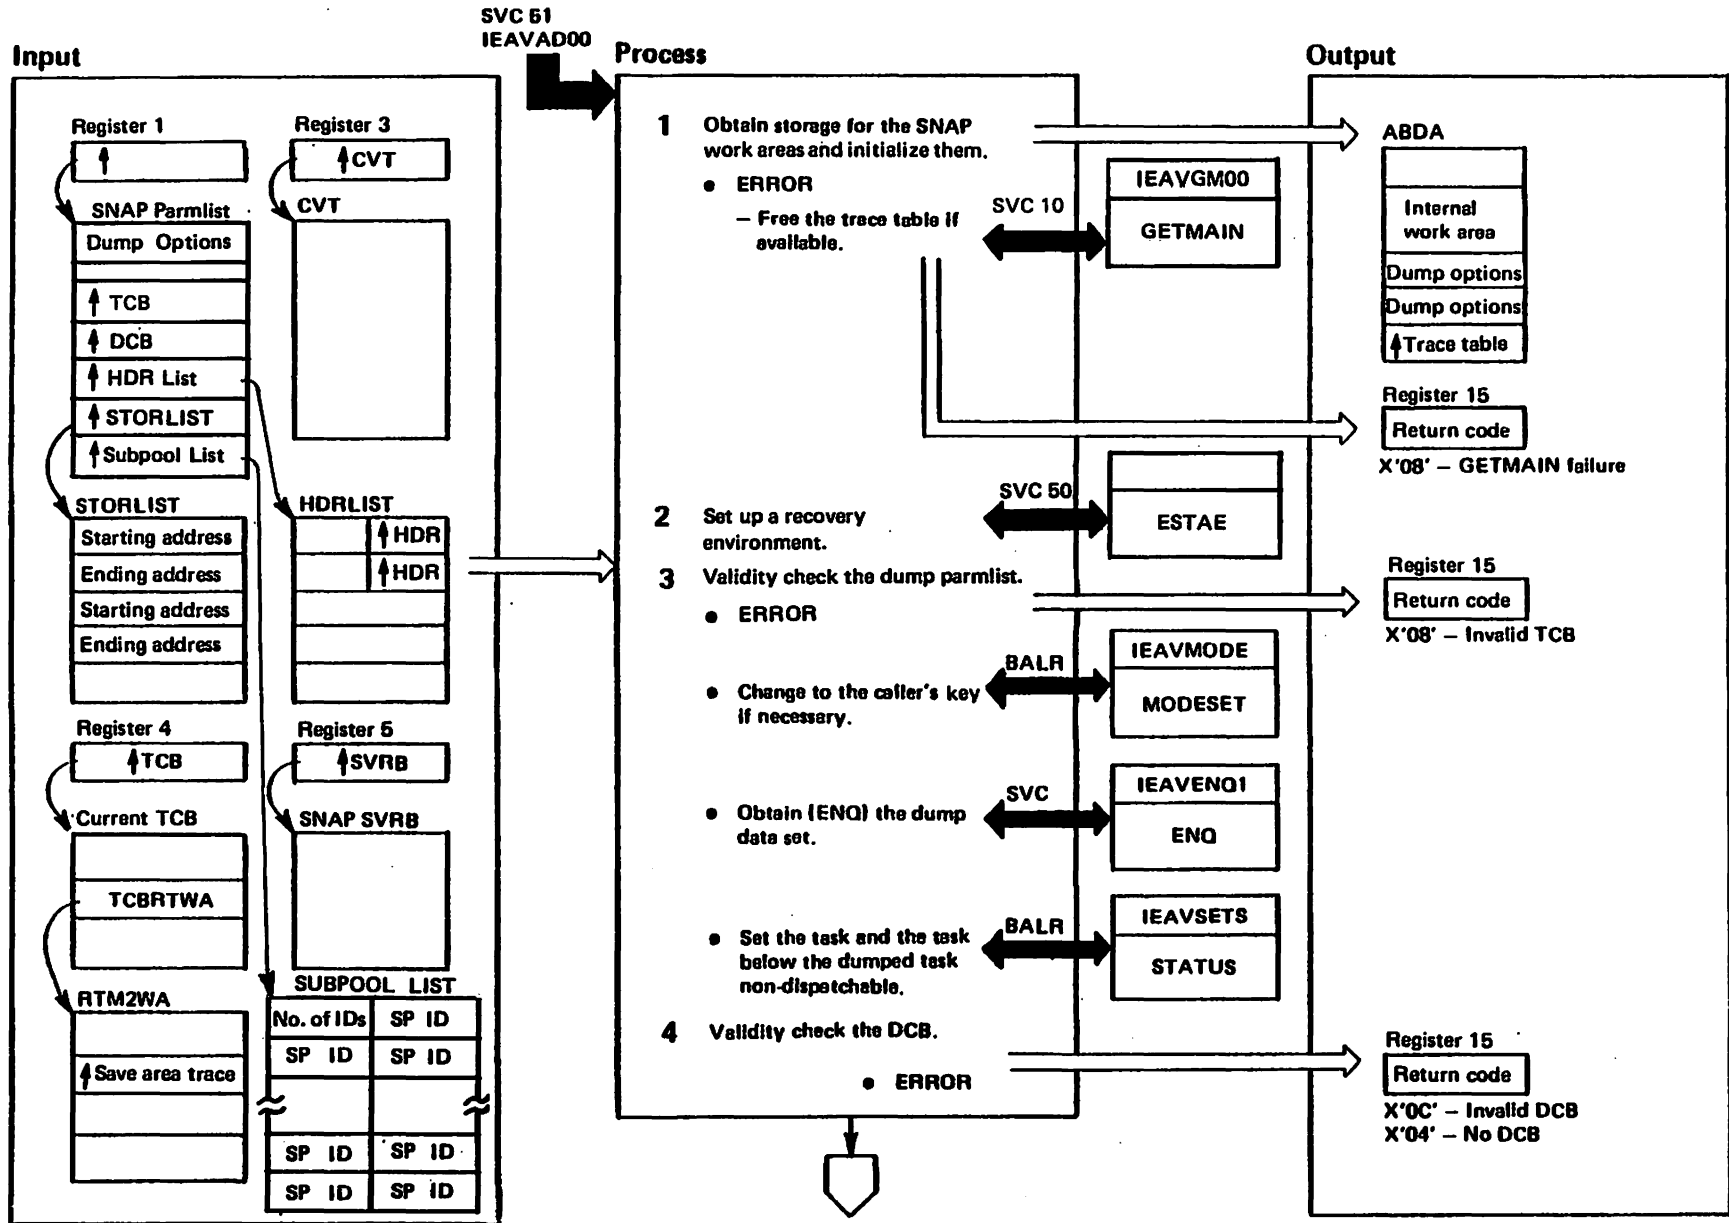 SVC 51
IEAVAD00
Input
Register 1
Register 3
CVT
SNAP Parmlist
Dump Options
TCB
DCB
HDR List
STORLIST
Subpool List
CVT
STORLIST
Starting address
Ending address
Starting address
Ending address
HDRLIST
HDR
HDR
Register 4
TCB
Register 5
SVRB
Current TCB
TCBRTWA
SNAP SVRB
RTM2WA
Save area trace
SUBPOOL LIST
No. of IDs SP ID
SP ID SP ID
SP ID SP ID
SP ID SP ID
Process
1 Obtain storage for the SNAP
work areas and initialize them.
• ERROR
– Free the trace table if
available.
SVC 10
IEAVGM00
GETMAIN
2 Set up a recovery
environment.
SVC 50
ESTAE
3 Validity check the dump parmlist.
• ERROR
• Change to the caller's key
if necessary.
BALR
IEAVMODE
MODESET
• Obtain (ENQ) the dump
data set.
SVC
IEAVENQ1
ENQ
• Set the task and the task
below the dumped task
non-dispatchable.
BALR
IEAVSETS
STATUS
4 Validity check the DCB.
• ERROR
Output
ABDA
Internal
work area
Dump options
Dump options
Trace table
Register 15
Return code
X'08' – GETMAIN failure
Register 15
Return code
X'08' – Invalid TCB
Register 15
Return code
X'0C' – Invalid DCB
X'04' – No DCB